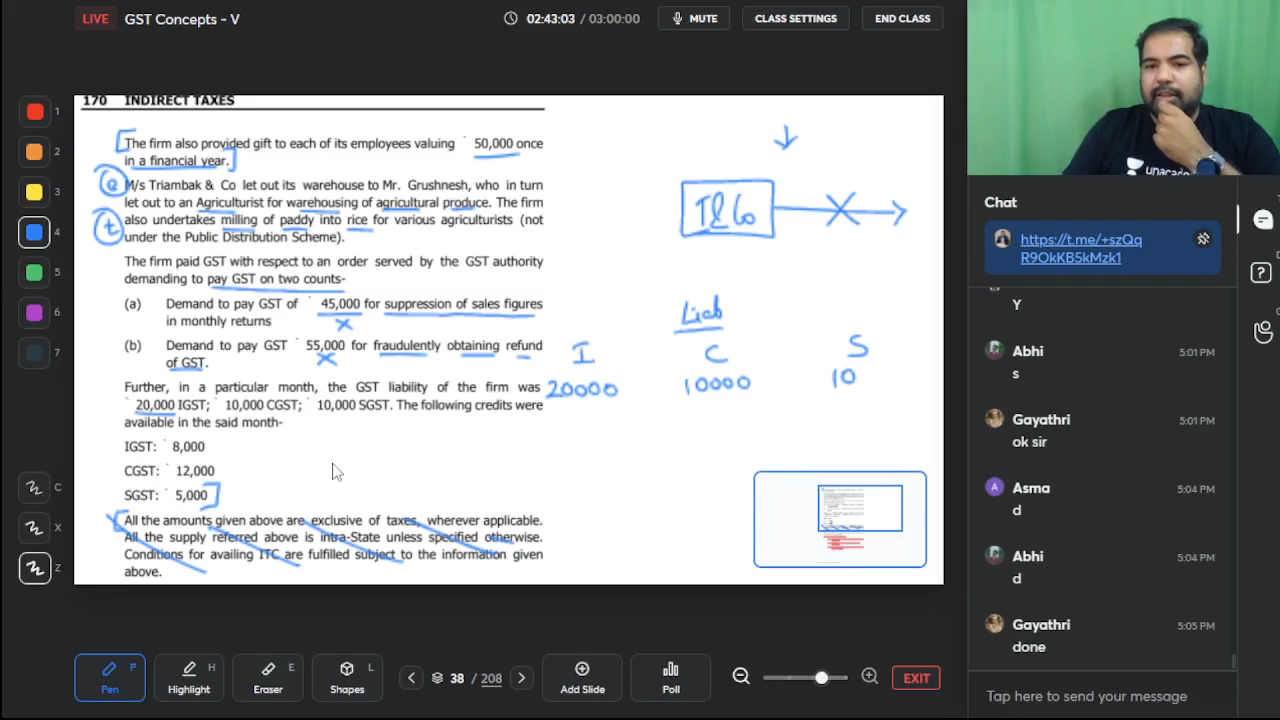 LIVE GST Concepts - V 02:43:03 / 03:00:00 MUTE CLASS SETTINGS END CLASS
170 INDIRECT TAXES
The firm also provided gift to each of its employees valuing ` 50,000 once
in a financial year.
(e) M/s Triambak & Co let out its warehouse to Mr. Grushnesh, who in turn
let out to an Agriculturist for warehousing of agricultural produce. The firm
(t) also undertakes milling of paddy into rice for various agriculturists (not
under the Public Distribution Scheme).
The firm paid GST with respect to an order served by the GST authority
demanding to pay GST on two counts-
(a) Demand to pay GST of ` 45,000 for suppression of sales figures
in monthly returns
(b) Demand to pay GST ` 55,000 for fraudulently obtaining refund
of GST.
Further, in a particular month, the GST liability of the firm was
` 20,000 IGST; ` 10,000 CGST; ` 10,000 SGST. The following credits were
available in the said month-
IGST: ` 8,000
CGST: ` 12,000
SGST: ` 5,000
All the amounts given above are exclusive of taxes, wherever applicable.
All the supply referred above is intra-State unless specified otherwise.
Conditions for availing ITC are fulfilled subject to the information given
above.
Liab
I C S
20000 10000 10
1
2
3
4
5
6
7
C
X
Z
unacade
Chat
https://t.me/+szQq
R9OkKB5kMzk1
Y
Abhi 5:01 PM
s
Gayathri 5:01 PM
ok sir
Asma 5:04 PM
d
Abhi 5:04 PM
d
Gayathri 5:05 PM
done
Tap here to send your message
Pen P
Highlight H
Eraser E
Shapes L
38 / 208
Add Slide
Poll
EXIT